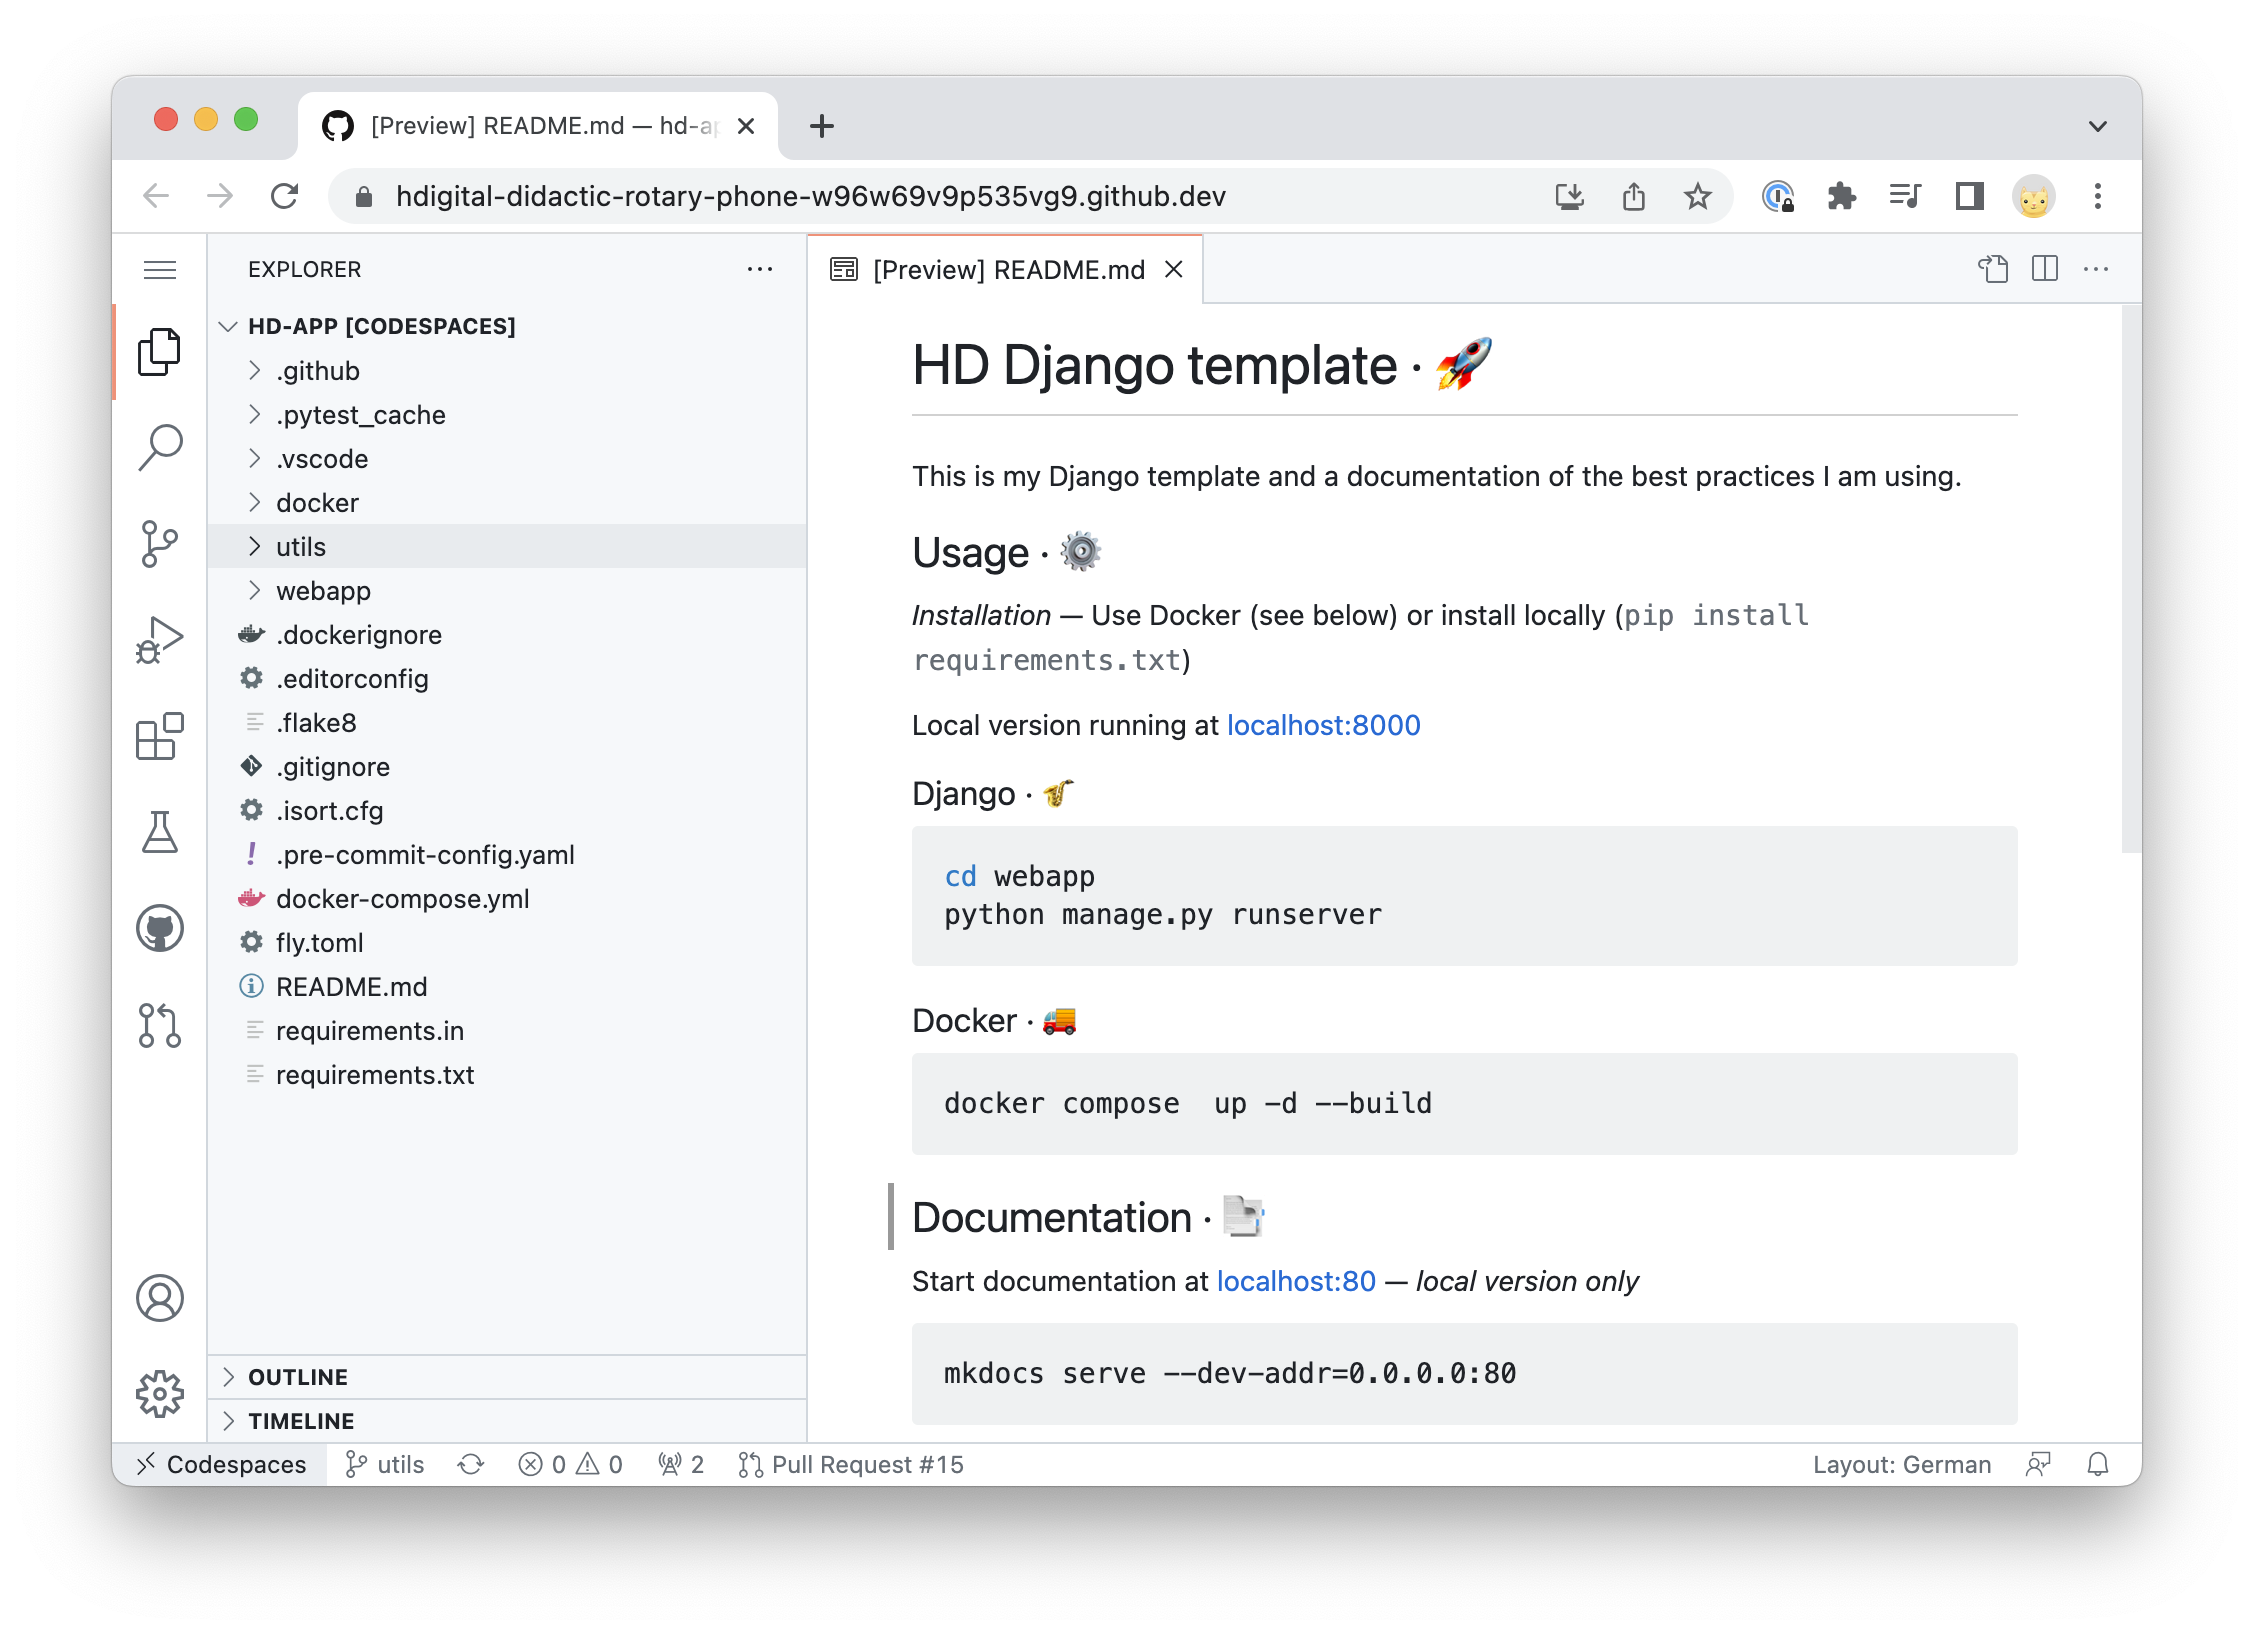 [Preview] README.md — hd-ap
hdigital-didactic-rotary-phone-w96w69v9p535vg9.github.dev
EXPLORER
HD-APP [CODESPACES]
.github
.pytest_cache
.vscode
docker
utils
webapp
.dockerignore
.editorconfig
.flake8
.gitignore
.isort.cfg
.pre-commit-config.yaml
docker-compose.yml
fly.toml
README.md
requirements.in
requirements.txt
OUTLINE
TIMELINE
[Preview] README.md
HD Django template · 🚀
This is my Django template and a documentation of the best practices I am using.
Usage · ⚙️
Installation — Use Docker (see below) or install locally (pip install
requirements.txt)
Local version running at localhost:8000
Django · 🎷
cd webapp
python manage.py runserver
Docker · 🚚
docker compose  up -d --build
Documentation · 📑
Start documentation at localhost:80 — local version only
mkdocs serve --dev-addr=0.0.0.0:80
Codespaces utils 0 0 2 Pull Request #15 Layout: German